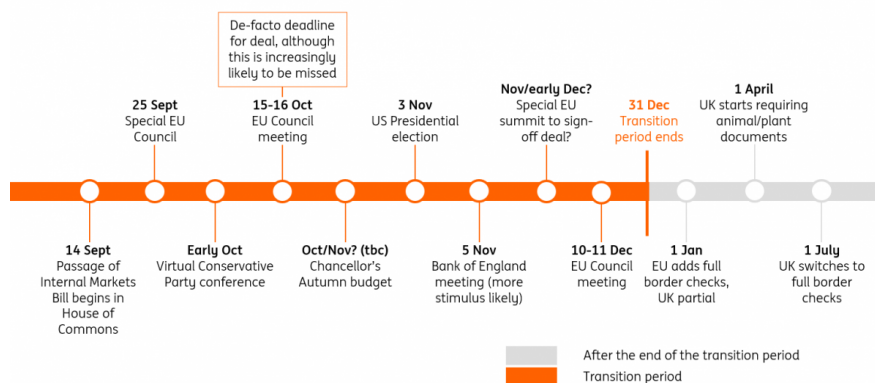 De-facto deadline
for deal, although
this is increasingly
likely to be missed
25 Sept
Special EU
Council
15-16 Oct
EU Council
meeting
3 Nov
US Presidential
election
Nov/early Dec?
Special EU
summit to sign-
off deal?
31 Dec
Transition
period ends
1 April
UK starts requiring
animal/plant
documents
14 Sept
Passage of
Internal Markets
Bill begins in
House of
Commons
Early Oct
Virtual Conservative
Party conference
Oct/Nov? (tbc)
Chancellor's
Autumn budget
5 Nov
Bank of England
meeting (more
stimulus likely)
10-11 Dec
EU Council
meeting
1 Jan
EU adds full
border checks,
UK partial
1 July
UK switches to
full border
checks
After the end of the transition period
Transition period